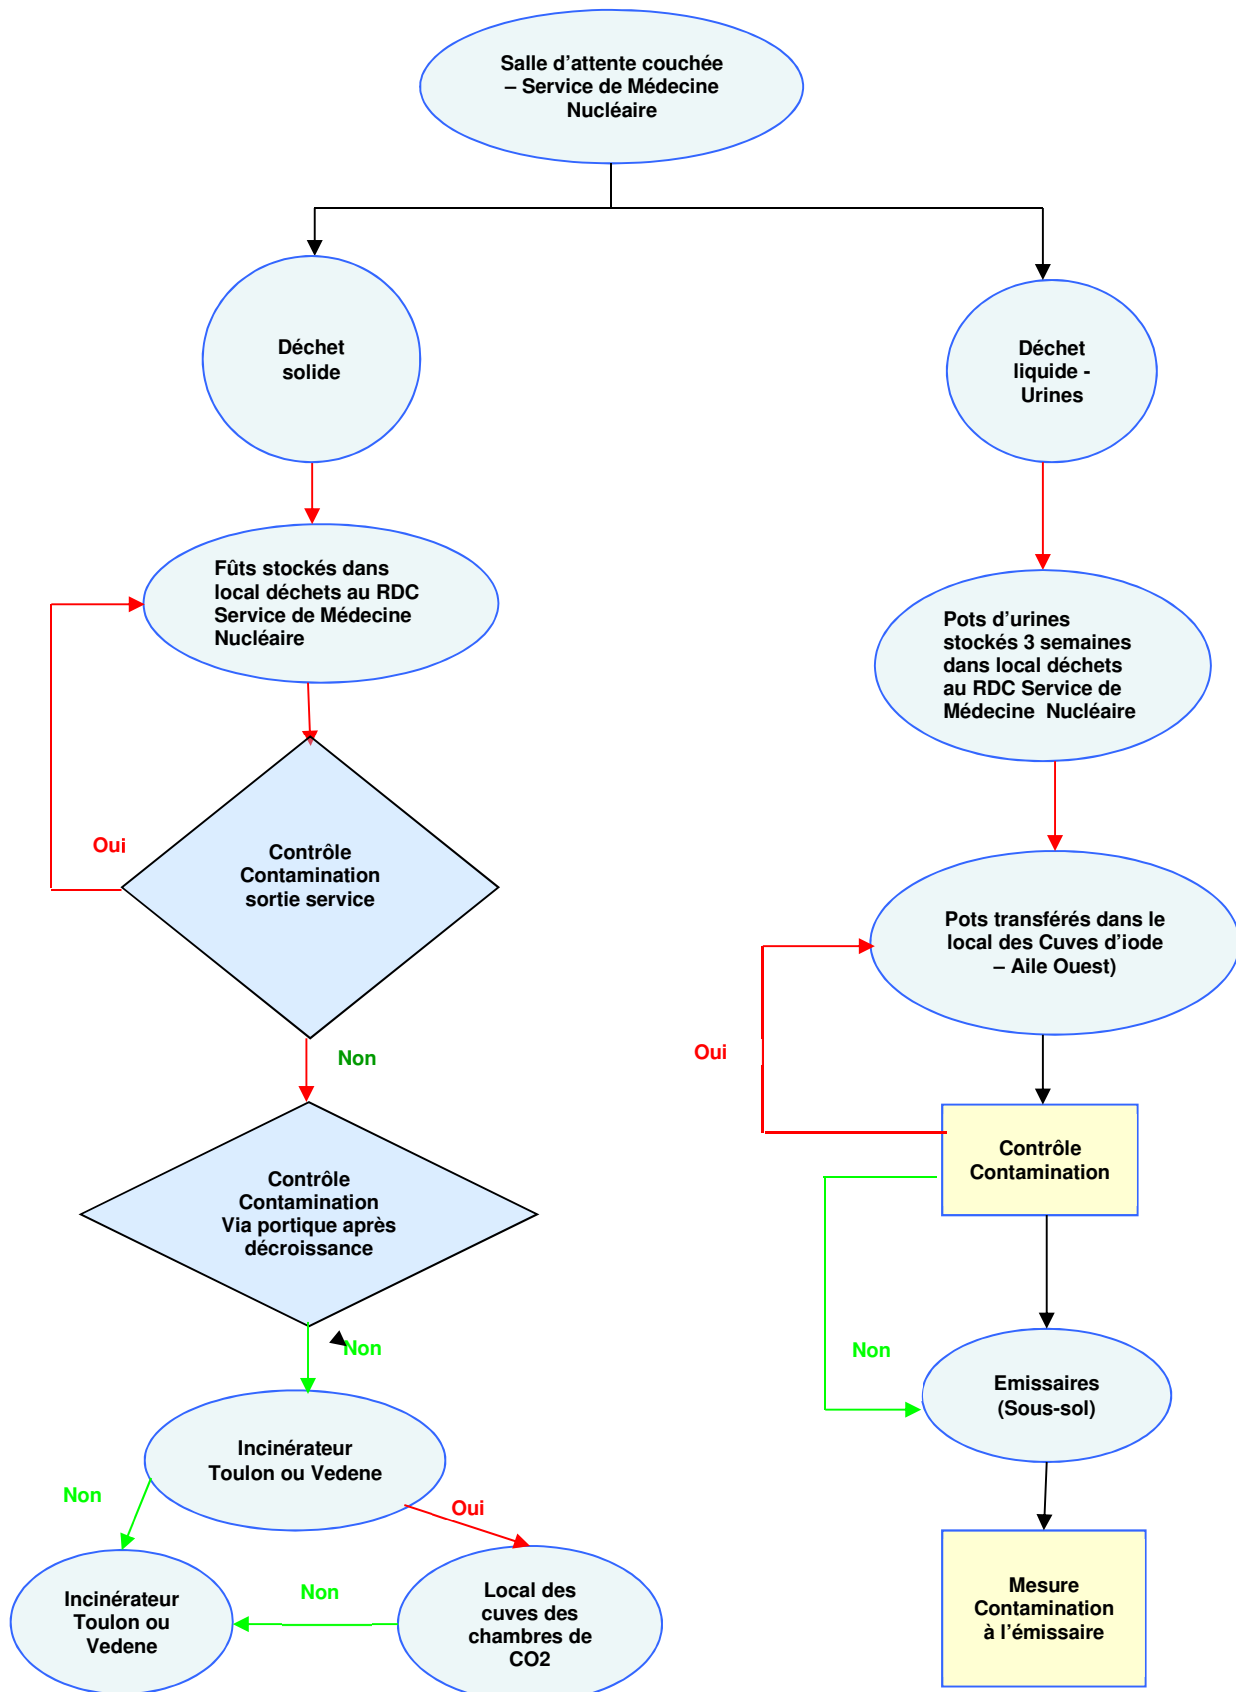 Salle d'attente couchée
– Service de Médecine
Nucléaire
Déchet
solide
Déchet
liquide -
Urines
Fûts stockés dans
local déchets au RDC
Service de Médecine
Nucléaire
Pots d'urines
stockés 3 semaines
dans local déchets
au RDC Service de
Médecine Nucléaire
Oui
Contrôle
Contamination
sortie service
Pots transférés dans le
local des Cuves d'iode
– Aile Ouest)
Non
Oui
Contrôle
Contamination
Contrôle
Contamination
Via portique après
décroissance
Non
Non
Emissaires
(Sous-sol)
Incinérateur
Toulon ou Vedene
Non
Oui
Incinérateur
Toulon ou
Vedene
Non
Local des
cuves des
chambres de
CO2
Mesure
Contamination
à l'émissaire